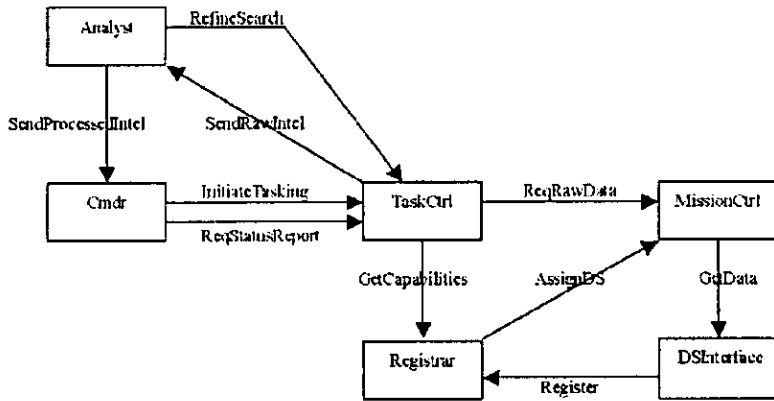 Analyst
RefineSearch
SendProcessedIntel
SendRawIntel
Cmdr
InitiateTasking
TaskCtrl
ReqRawData
MissionCtrl
ReqStatusReport
GetCapabilities
AssignDS
GetData
Registrar
DSInterface
Register